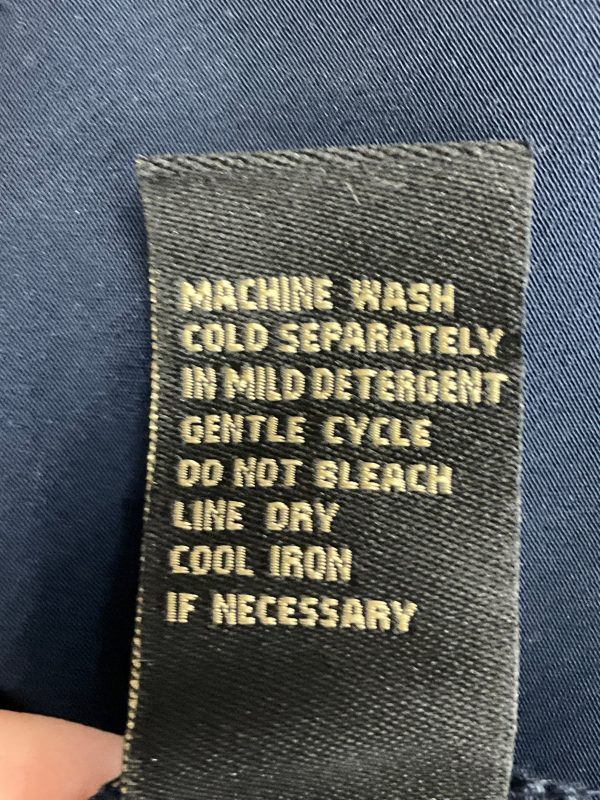 MACHINE WASH
COLD SEPARATELY
IN MILD DETERGENT
GENTLE CYCLE
DO NOT BLEACH
LINE DRY
COOL IRON
IF NECESSARY